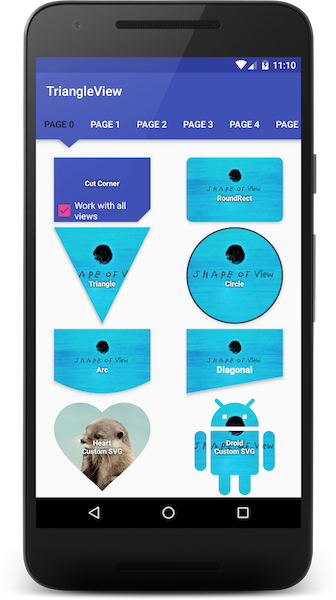 11:10
TriangleView
PAGE 0 PAGE 1 PAGE 2 PAGE 3 PAGE 4 PAGE
Cut Corner
Work with all
views
SHAPE OF View
RoundRect
APE OF V
Triangle
SHAPE OF View
Circle
SHAPE OF View
Arc
SHAPE OF View
Diagonal
Heart
Custom SVG
SHAPE OF View
Droid
Custom SVG